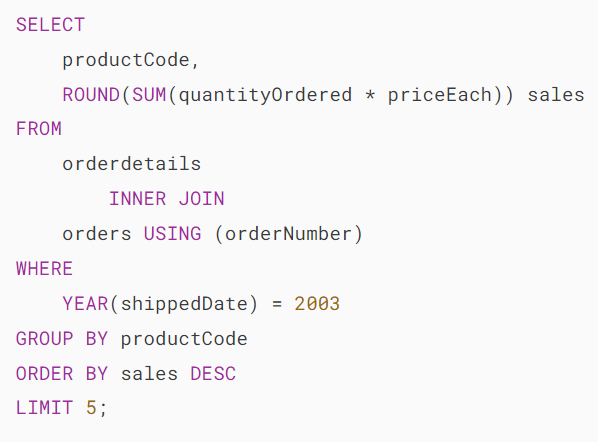 SELECT
    productCode,
    ROUND(SUM(quantityOrdered * priceEach)) sales
FROM
    orderdetails
        INNER JOIN
    orders USING (orderNumber)
WHERE
    YEAR(shippedDate) = 2003
GROUP BY productCode
ORDER BY sales DESC
LIMIT 5;